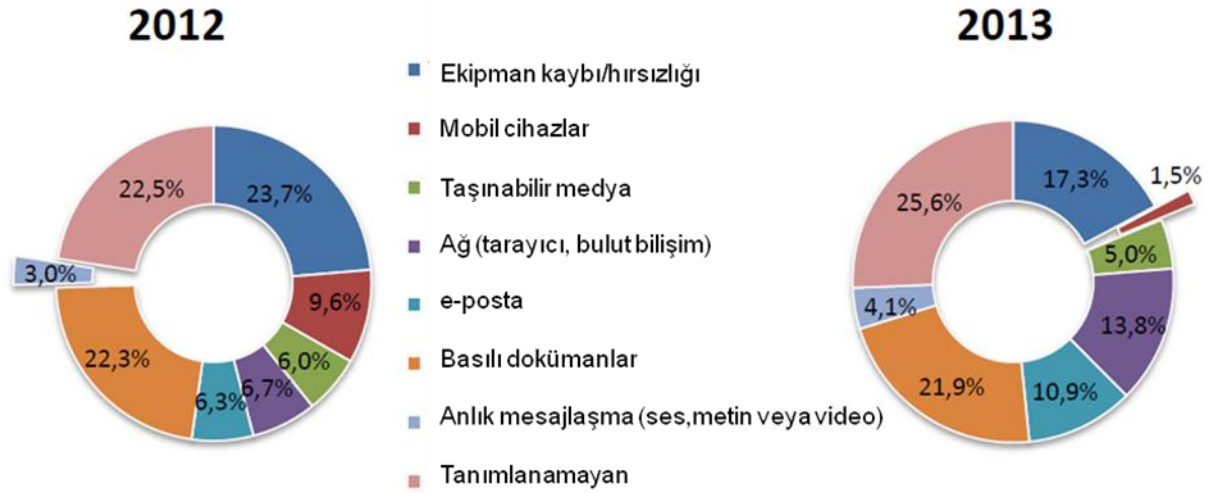 2012
2013
Ekipman kaybı/hırsızlığı
Mobil cihazlar
Taşınabilir medya
Ağ (tarayıcı, bulut bilişim)
e-posta
Basılı dokümanlar
Anlık mesajlaşma (ses,metin veya video)
Tanımlanamayan
23,7%
9,6%
6,0%
6,7%
6,3%
22,3%
3,0%
22,5%
17,3%
1,5%
5,0%
13,8%
10,9%
21,9%
4,1%
25,6%